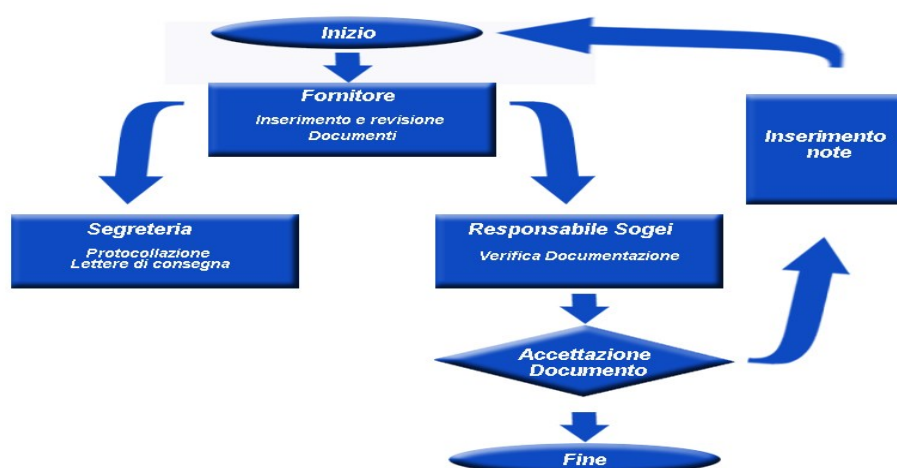 Inizio
Fornitore
Inserimento e revisione
Documenti
Segreteria
Protocollazione
Lettere di consegna
Responsabile Sogei
Verifica Documentazione
Inserimento
note
Accettazione
Documento
Fine